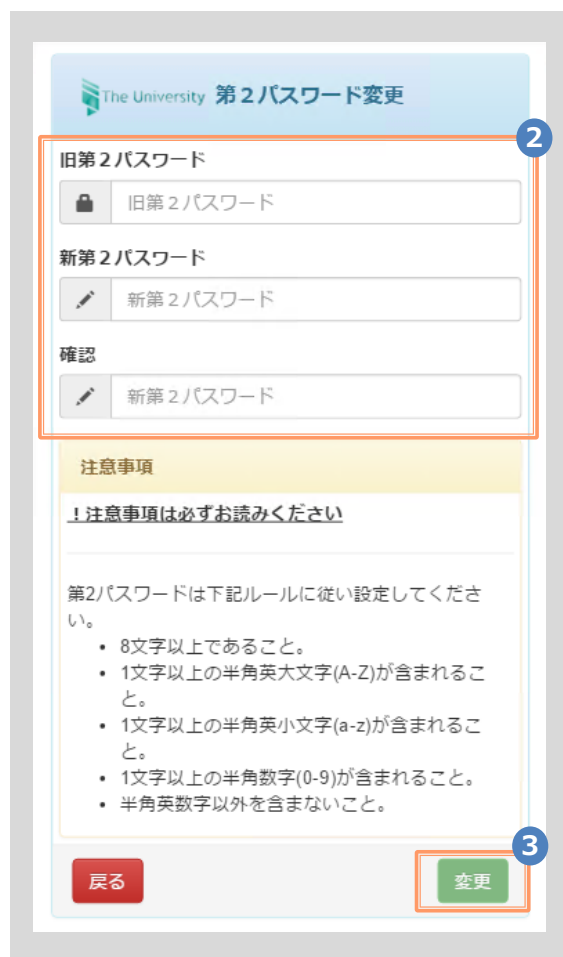 The University 第２パスワード変更
2
旧第２パスワード
旧第２パスワード
新第２パスワード
新第２パスワード
確認
新第２パスワード
注意事項
！注意事項は必ずお読みください
第2パスワードは下記ルールに従い設定してくださ
い。
• 8文字以上であること。
• 1文字以上の半角英大文字(A-Z)が含まれるこ
と。
• 1文字以上の半角英小文字(a-z)が含まれるこ
と。
• 1文字以上の半角数字(0-9)が含まれること。
• 半角英数字以外を含まないこと。
3
戻る 変更